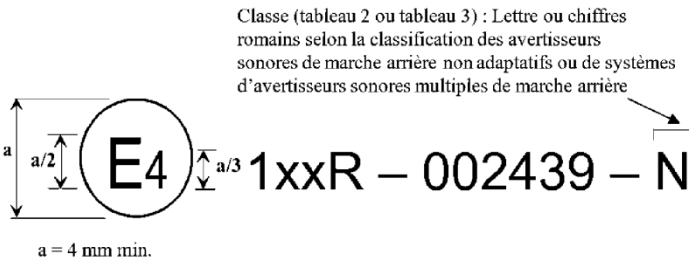 Classe (tableau 2 ou tableau 3) : Lettre ou chiffres
romains selon la classification des avertisseurs
sonores de marche arrière non adaptatifs ou de systèmes
d’avertisseurs sonores multiples de marche arrière
a a/2 E4 a/3 1xxR – 002439 – N
a = 4 mm min.